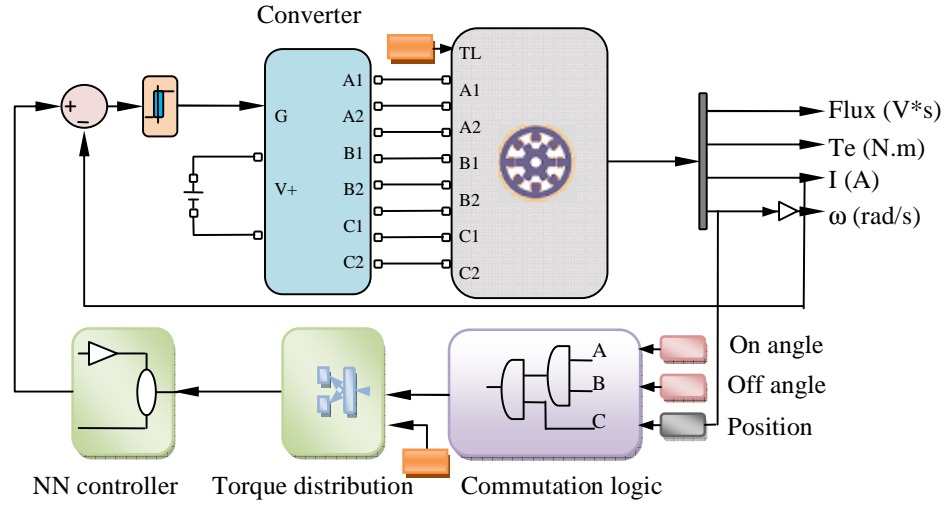 Converter
TL
A1
A1
G
A2
A2
B1
B1
V+
B2
B2
C1
C1
C2
C2
+
−
Flux (V*s)
Te (N.m)
I (A)
ω (rad/s)
A
B
C
On angle
Off angle
Position
NN controller
Torque distribution
Commutation logic